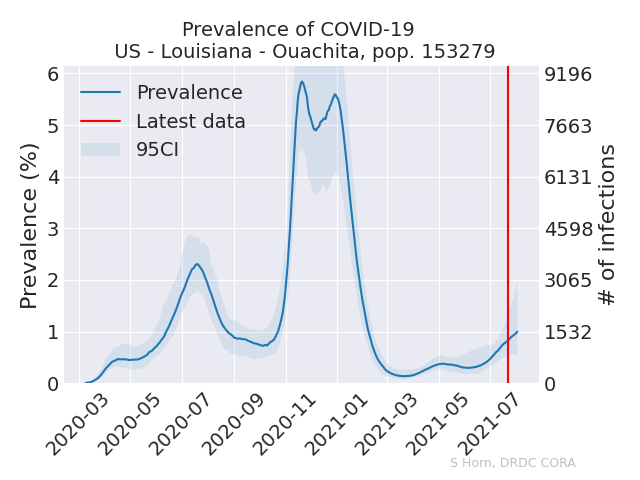 Prevalence of COVID-19
US - Louisiana - Ouachita, pop. 153279
Prevalence
Latest data
95CI
Prevalence (%)
6
5
4
3
2
1
0
9196
7663
6131
4598
3065
1532
0
# of infections
2020-03
2020-05
2020-07
2020-09
2020-11
2021-01
2021-03
2021-05
2021-07
S Horn, DRDC CORA